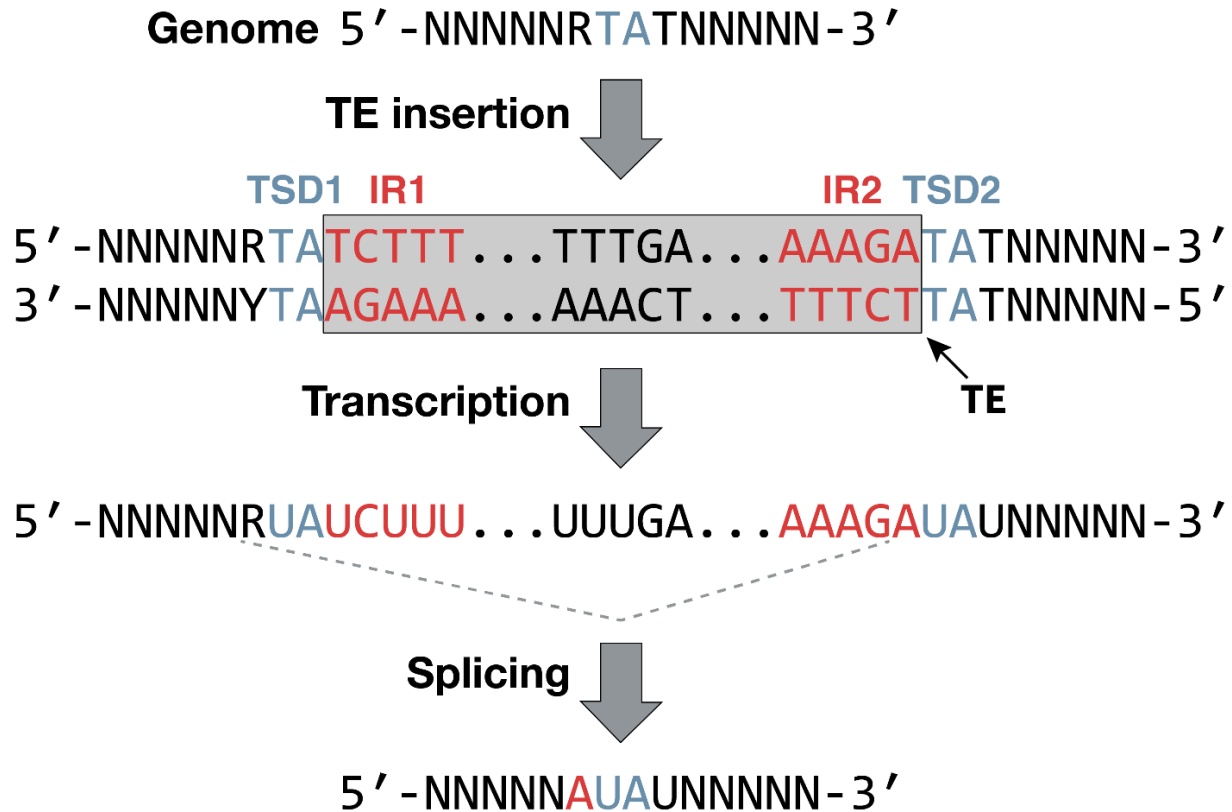 Genome 5′-NNNNNRTATNNNNN-3′
TE insertion
TSD1 IR1 IR2 TSD2
5′-NNNNNRTATCTTT...TTTGA...AAAGATATNNNNN-3′
3′-NNNNNYTAAGAAA...AAACT...TTTCTTATNNNNN-5′
TE
Transcription
5′-NNNNNRUAUCUUU...UUUGA...AAAGAUAUNNNNN-3′
Splicing
5′-NNNNNAUAUNNNNN-3′